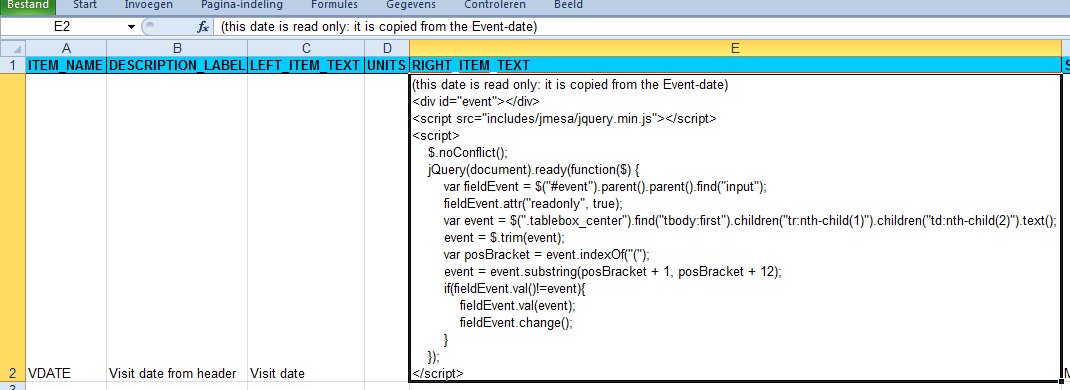 Bestand Start Invoegen Pagina-indeling Formules Gegevens Controleren Beeld
E2 fx (this date is read only: it is copied from the Event-date)
A B C D E
1 ITEM_NAME DESCRIPTION_LABEL LEFT_ITEM_TEXT UNITS RIGHT_ITEM_TEXT S
(this date is read only: it is copied from the Event-date)
<div id="event"></div>
<script src="includes/jmesa/jquery.min.js"></script>
<script>
$.noConflict();
jQuery(document).ready(function($) {
var fieldEvent = $("#event").parent().parent().find("input");
fieldEvent.attr("readonly", true);
var event = $(".tablebox_center").find("tbody:first").children("tr:nth-child(1)").children("td:nth-child(2)").text();
event = $.trim(event);
var posBracket = event.indexOf("(");
event = event.substring(posBracket + 1, posBracket + 12);
if(fieldEvent.val()!=event){
fieldEvent.val(event);
fieldEvent.change();
}
});
2 VDATE Visit date from header Visit date </script>
3